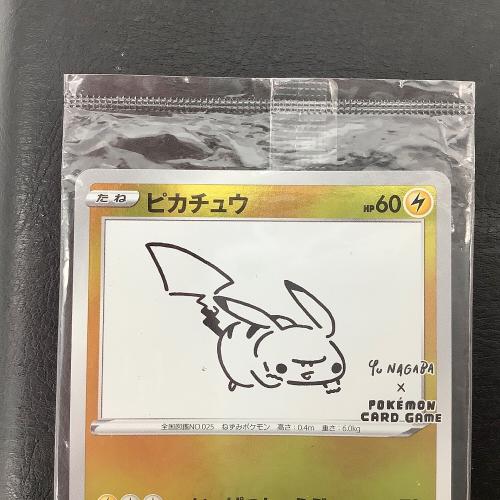 たね ピカチュウ HP60
Yu NAGABA
×
POKÉMON
CARD GAME
全国図鑑NO.025 ねずみポケモン 高さ:0.4m 重さ:6.0kg